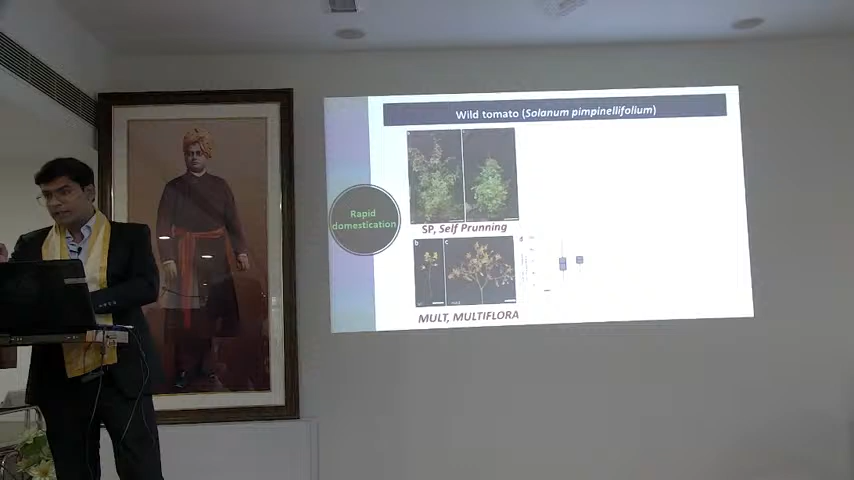 Wild tomato (Solanum pimpinellifolium)
Rapid
domestication
SP, Self Prunning
MULT, MULTIFLORA